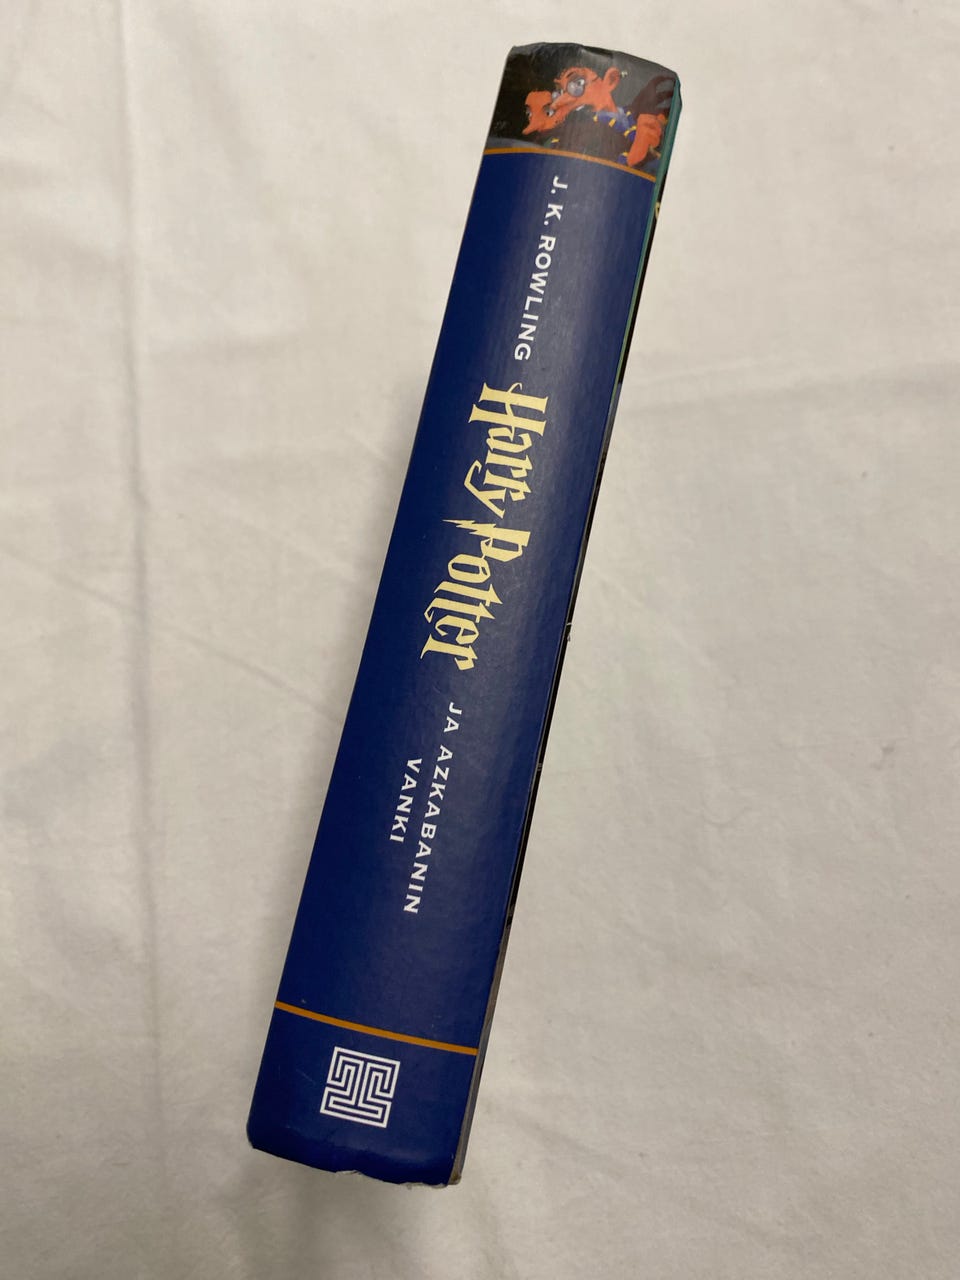 J. K. ROWLING
Harry Potter
JA AZKABANIN
VANKI